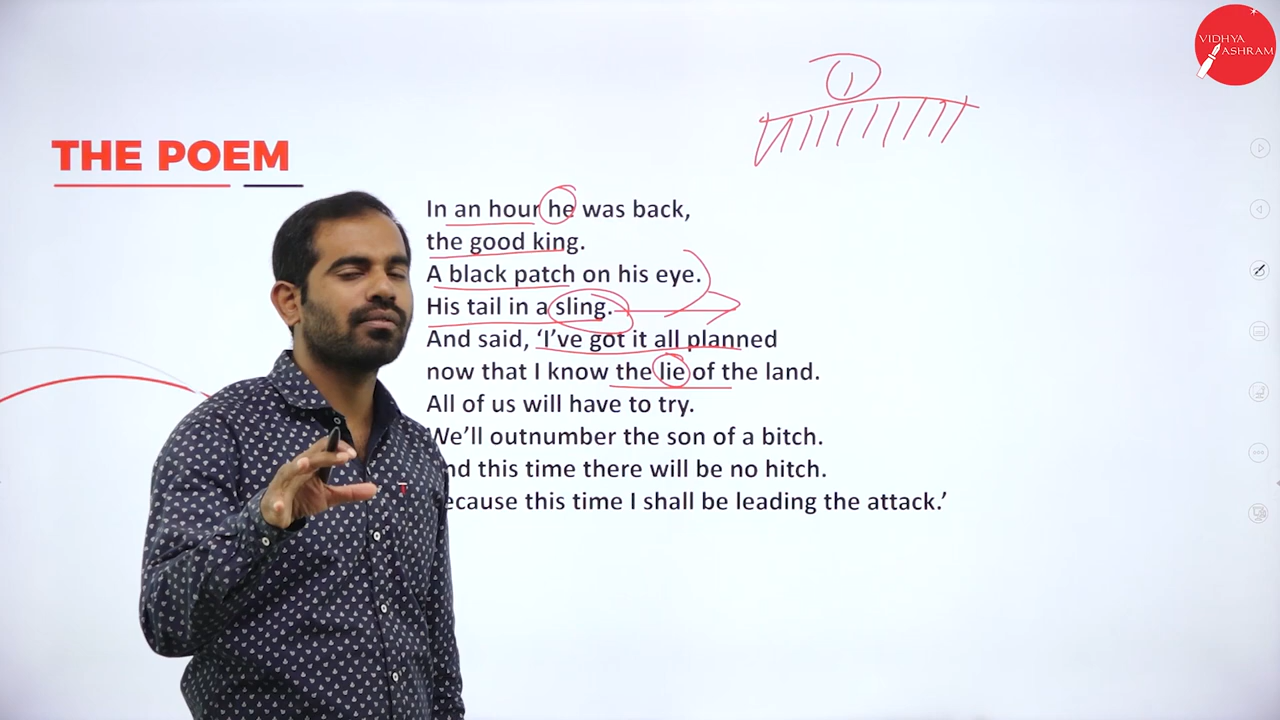 VIDHYA
ASHRAM
THE POEM
In an hour he was back,
the good king.
A black patch on his eye.
His tail in a sling.
And said, ‘I’ve got it all planned
now that I know the lie of the land.
All of us will have to try.
We’ll outnumber the son of a bitch.
nd this time there will be no hitch.
ecause this time I shall be leading the attack.’